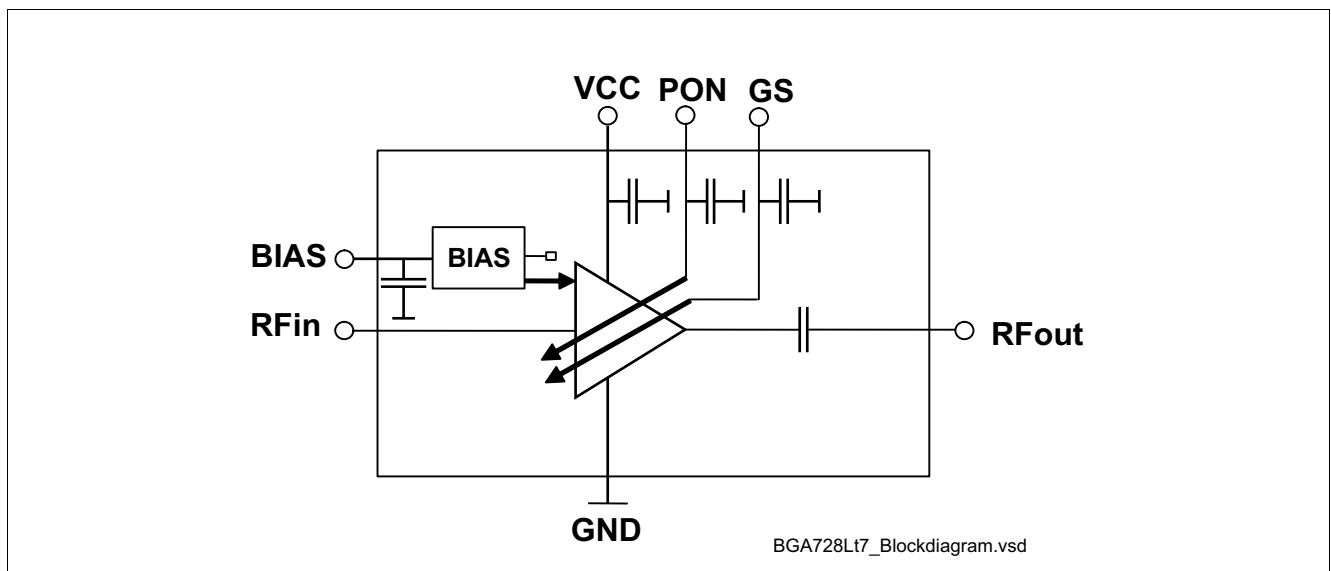 VCC PON GS
BIAS
BIAS
RFin
RFout
GND
BGA728Lt7_Blockdiagram.vsd